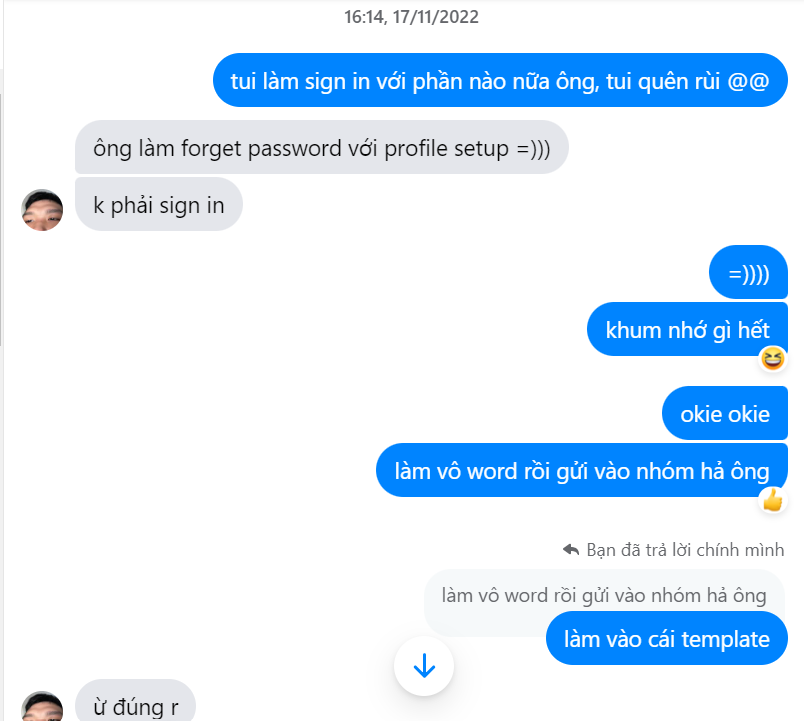 16:14, 17/11/2022
tui làm sign in với phần nào nữa ông, tui quên rùi @@
ông làm forget password với profile setup =)))
k phải sign in
=))))
khum nhớ gì hết
okie okie
làm vô word rồi gửi vào nhóm hả ông
Bạn đã trả lời chính mình
làm vô word rồi gửi vào nhóm hả ông
làm vào cái template
ừ đúng r